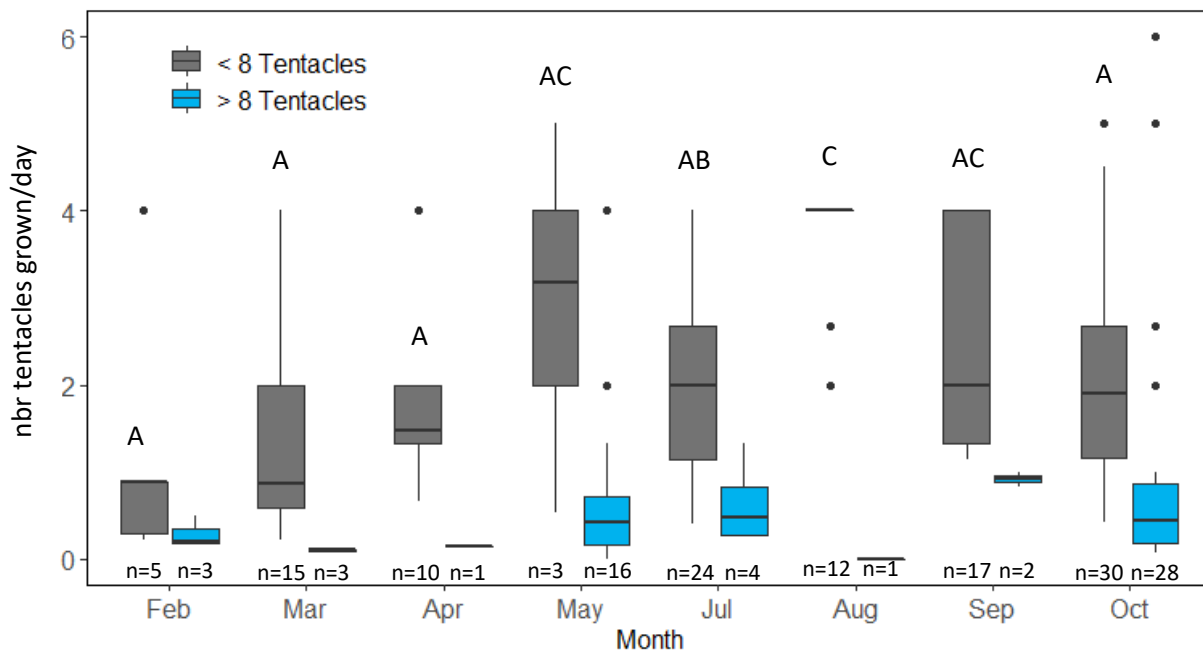 6
< 8 Tentacles
> 8 Tentacles
AC
A
A
AB
C
AC
4
nbr tentacles grown/day
A
A
2
0
n=5 n=3 n=15 n=3 n=10 n=1 n=3 n=16 n=24 n=4 n=12 n=1 n=17 n=2 n=30 n=28
Feb Mar Apr May Jul Aug Sep Oct
Month